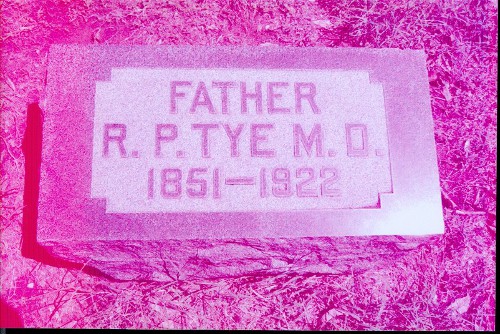 FATHER
R. P. TYE M. D.
1851—1922